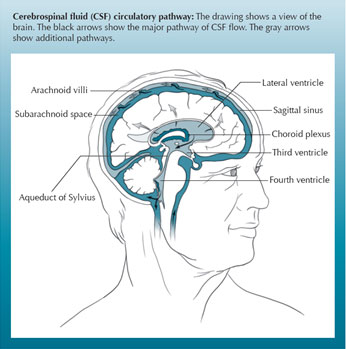 Cerebrospinal fluid (CSF) circulatory pathway: The drawing shows a view of the
brain. The black arrows show the major pathway of CSF flow. The gray arrows
show additional pathways.
Arachnoid villi
Subarachnoid space
Aqueduct of Sylvius
Lateral ventricle
Sagittal sinus
Choroid plexus
Third ventricle
Fourth ventricle